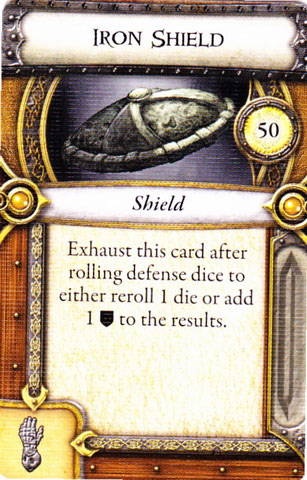 Iron Shield
50
Shield
Exhaust this card after
rolling defense dice to
either reroll 1 die or add
1 to the results.